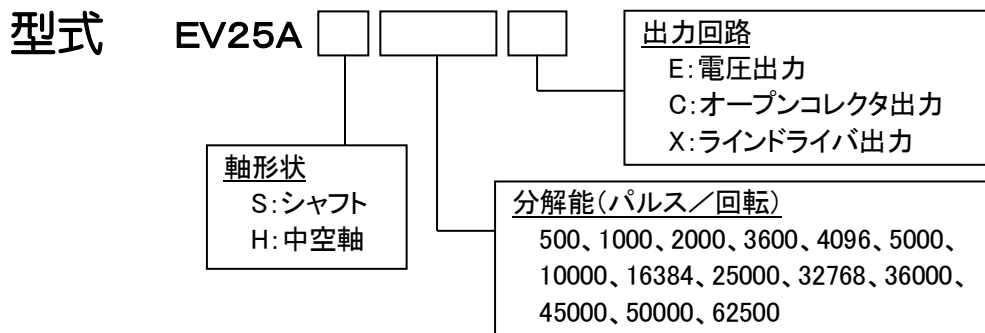 型式 EV25A
出力回路
E:電圧出力
C:オープンコレクタ出力
X:ラインドライバ出力
軸形状
S:シャフト
H:中空軸
分解能(パルス/回転)
500、1000、2000、3600、4096、5000、
10000、16384、25000、32768、36000、
45000、50000、62500